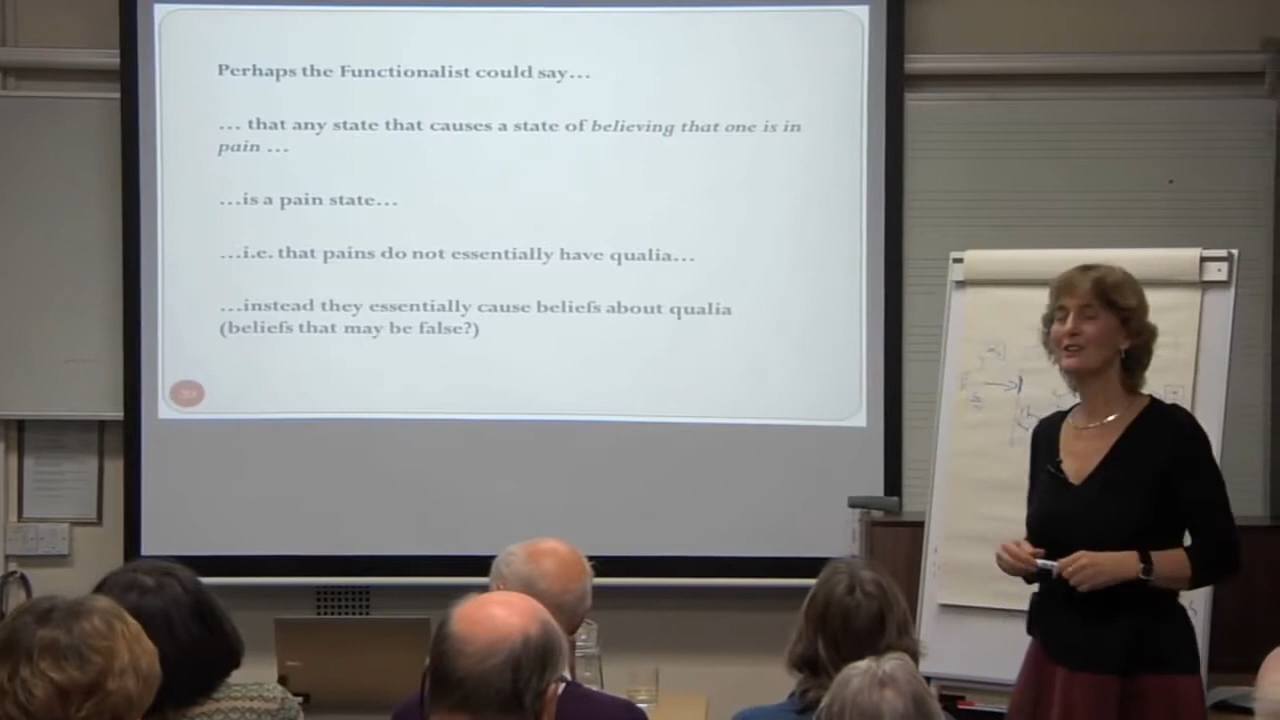 Perhaps the Functionalist could say…
… that any state that causes a state of believing that one is in
pain …
…is a pain state…
…i.e. that pains do not essentially have qualia…
…instead they essentially cause beliefs about qualia
(beliefs that may be false?)